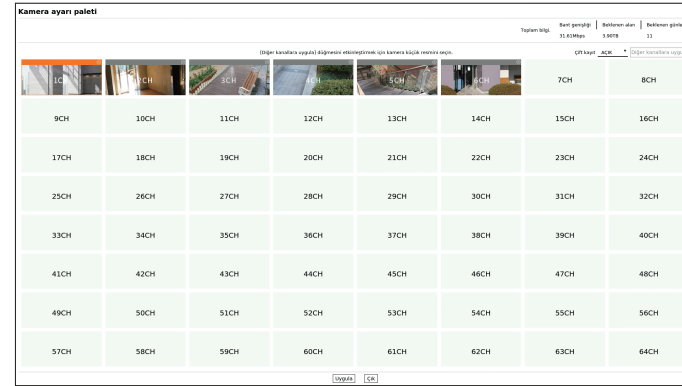 Kamera ayarı paleti
Toplam bilgi. Bant genişliği Beklenen alan Beklenen günle
31.61Mbps 3.90TB 11
[Diğer kanallara uygula] düğmesini etkinleştirmek için kamera küçük resmini seçin. Çift kayıt AÇIK Diğer kanallara uygu
1CH 2CH 3CH 4CH 5CH 6CH 7CH 8CH
9CH 10CH 11CH 12CH 13CH 14CH 15CH 16CH
17CH 18CH 19CH 20CH 21CH 22CH 23CH 24CH
25CH 26CH 27CH 28CH 29CH 30CH 31CH 32CH
33CH 34CH 35CH 36CH 37CH 38CH 39CH 40CH
41CH 42CH 43CH 44CH 45CH 46CH 47CH 48CH
49CH 50CH 51CH 52CH 53CH 54CH 55CH 56CH
57CH 58CH 59CH 60CH 61CH 62CH 63CH 64CH
Uygula Çık